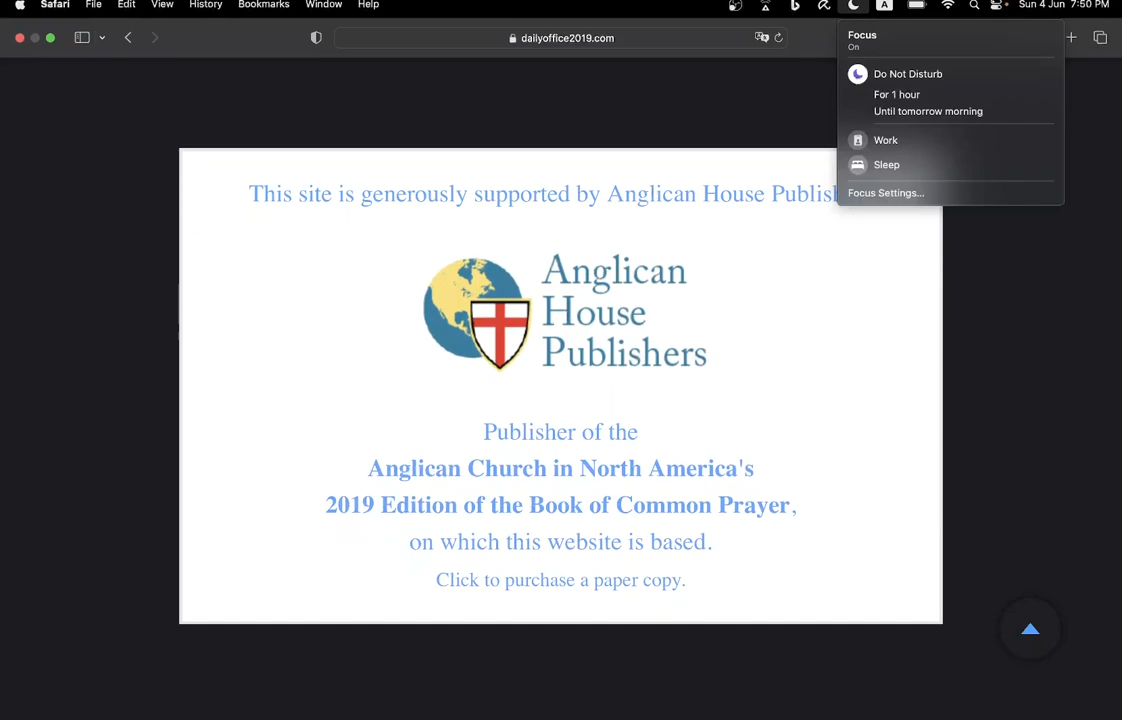 Safari File Edit View History Bookmarks Window Help A Sun 4 Jun 7:50 PM
dailyoffice2019.com
Focus
On
Do Not Disturb
For 1 hour
Until tomorrow morning
Work
Sleep
Focus Settings...
This site is generously supported by Anglican House
Anglican
House
Publishers
Publisher of the
Anglican Church in North America's
2019 Edition of the Book of Common Prayer,
on which this website is based.
Click to purchase a paper copy.